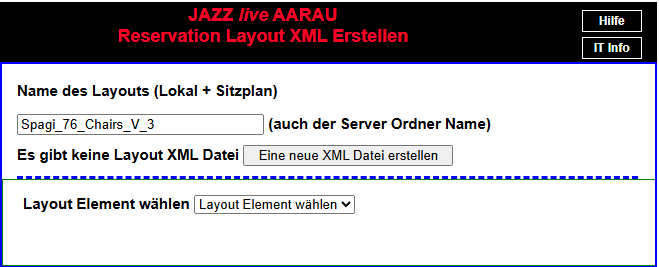 JAZZ live AARAU
Reservation Layout XML Erstellen
Hilfe
IT Info
Name des Layouts (Lokal + Sitzplan)
Spagi_76_Chairs_V_3 (auch der Server Ordner Name)
Es gibt keine Layout XML Datei Eine neue XML Datei erstellen
Layout Element wählen Layout Element wählen